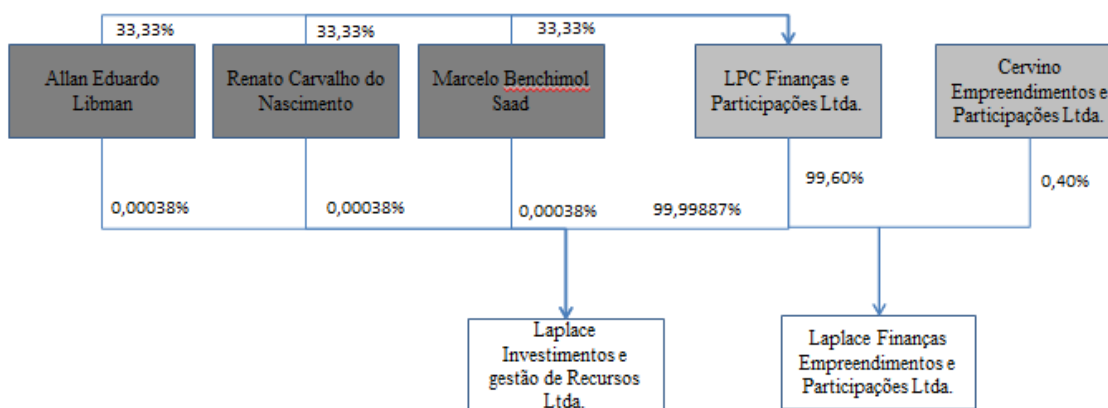 33,33%
33,33%
33,33%
Allan Eduardo
Libman
Renato Carvalho do
Nascimento
Marcelo Benchimol
Saad
LPC Finanças e
Participações Ltda.
Cervino
Empreendimentos e
Participações Ltda.
99,60%
0,40%
0,00038%
0,00038%
0,00038%
99,99887%
Laplace
Investimentos e
gestão de Recursos
Ltda.
Laplace Finanças
Empreendimentos e
Participações Ltda.